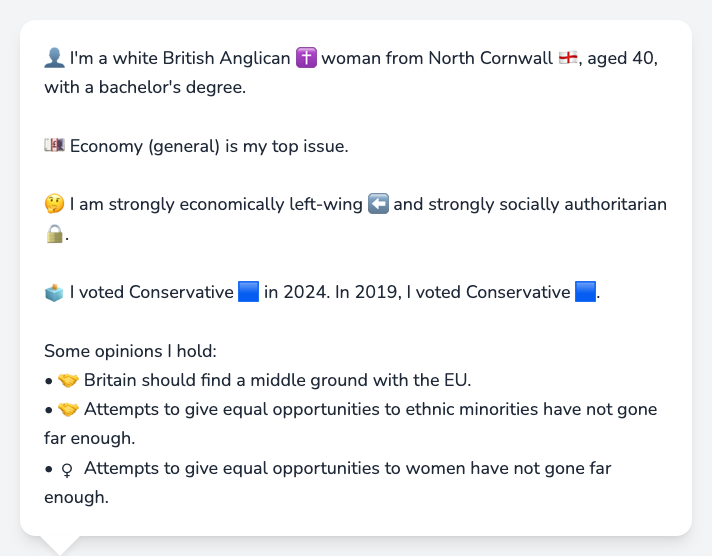 👤 I'm a white British Anglican ✝️ woman from North Cornwall 🏴󠁧󠁢󠁥󠁮󠁧󠁿, aged 40,
with a bachelor's degree.
💷 Economy (general) is my top issue.
🤔 I am strongly economically left-wing ⬅️ and strongly socially authoritarian
🔒.
🗳️ I voted Conservative 🟦 in 2024. In 2019, I voted Conservative 🟦.
Some opinions I hold:
• 🤝 Britain should find a middle ground with the EU.
• 🤝 Attempts to give equal opportunities to ethnic minorities have not gone
far enough.
• ♀ Attempts to give equal opportunities to women have not gone far
enough.